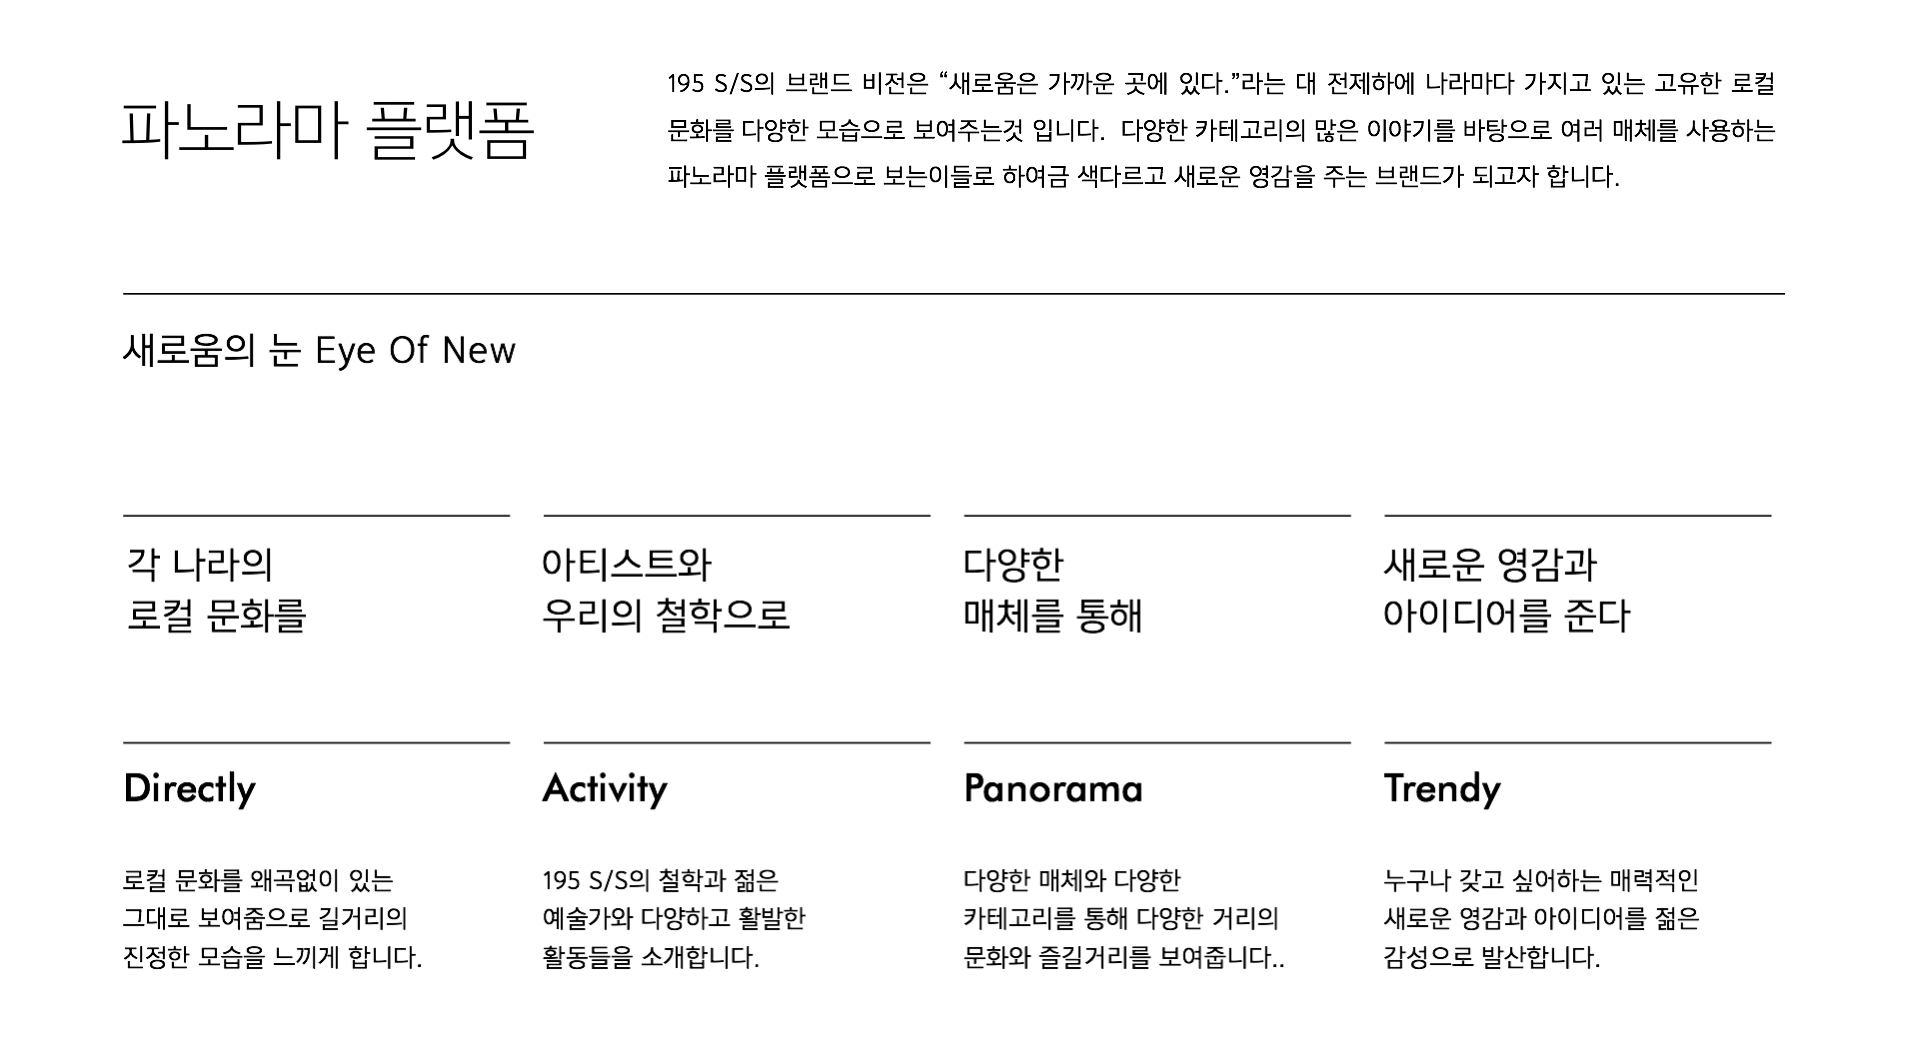 파노라마 플랫폼
195 S/S의 브랜드 비전은 “새로움은 가까운 곳에 있다.”라는 대 전제하에 나라마다 가지고 있는 고유한 로컬
문화를 다양한 모습으로 보여주는것 입니다. 다양한 카테고리의 많은 이야기를 바탕으로 여러 매체를 사용하는
파노라마 플랫폼으로 보는이들로 하여금 색다르고 새로운 영감을 주는 브랜드가 되고자 합니다.
새로움의 눈 Eye Of New
각 나라의
로컬 문화를
아티스트와
우리의 철학으로
다양한
매체를 통해
새로운 영감과
아이디어를 준다
Directly
로컬 문화를 왜곡없이 있는
그대로 보여줌으로 길거리의
진정한 모습을 느끼게 합니다.
Activity
195 S/S의 철학과 젊은
예술가와 다양하고 활발한
활동들을 소개합니다.
Panorama
다양한 매체와 다양한
카테고리를 통해 다양한 거리의
문화와 즐길거리를 보여줍니다..
Trendy
누구나 갖고 싶어하는 매력적인
새로운 영감과 아이디어를 젊은
감성으로 발산합니다.